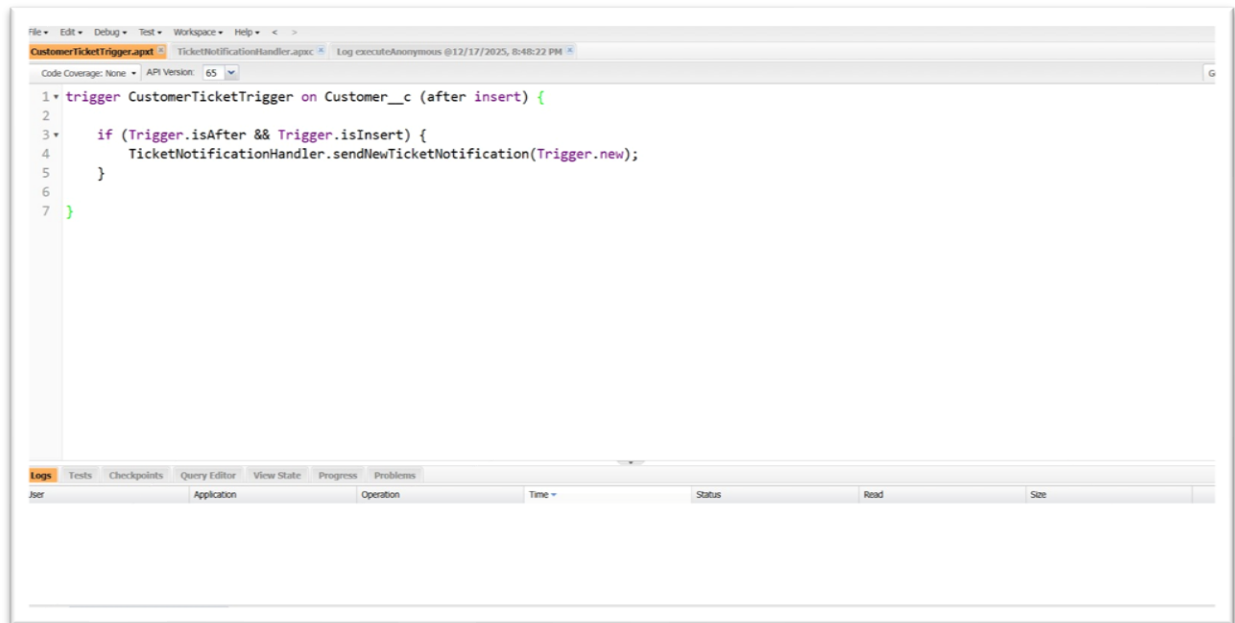 File Edit Debug Test Workspace Help < >
CustomerTicketTrigger.apxt TicketNotificationHandler.apxc Log executeAnonymous @12/17/2025, 8:48:22 PM
Code Coverage: None API Version: 65 G
1 trigger CustomerTicketTrigger on Customer__c (after insert) {
2
3 if (Trigger.isAfter && Trigger.isInsert) {
4 TicketNotificationHandler.sendNewTicketNotification(Trigger.new);
5 }
6
7 }
Logs Tests Checkpoints Query Editor View State Progress Problems
User Application Operation Time Status Read Size